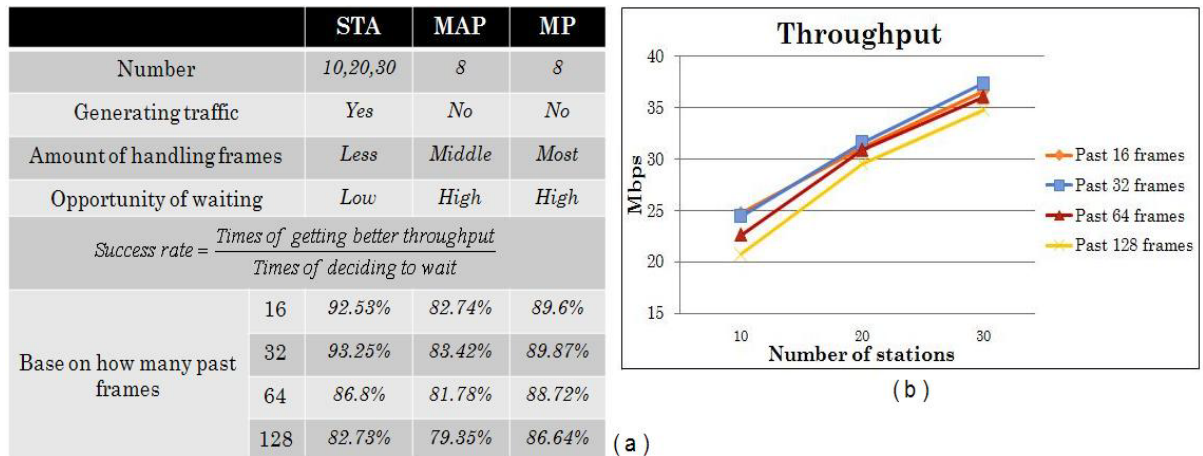 STA MAP MP
Number 10,20,30 8 8
Generating traffic Yes No No
Amount of handling frames Less Middle Most
Opportunity of waiting Low High High
Success rate = Times of getting better throughput
Times of deciding to wait
Base on how many past frames
16 92.53% 82.74% 89.6%
32 93.25% 83.42% 89.87%
64 86.8% 81.78% 88.72%
128 82.73% 79.35% 86.64%
(a)
Throughput
Mbps
40
35
30
25
20
15
10 20 30
Number of stations
Past 16 frames
Past 32 frames
Past 64 frames
Past 128 frames
(b)